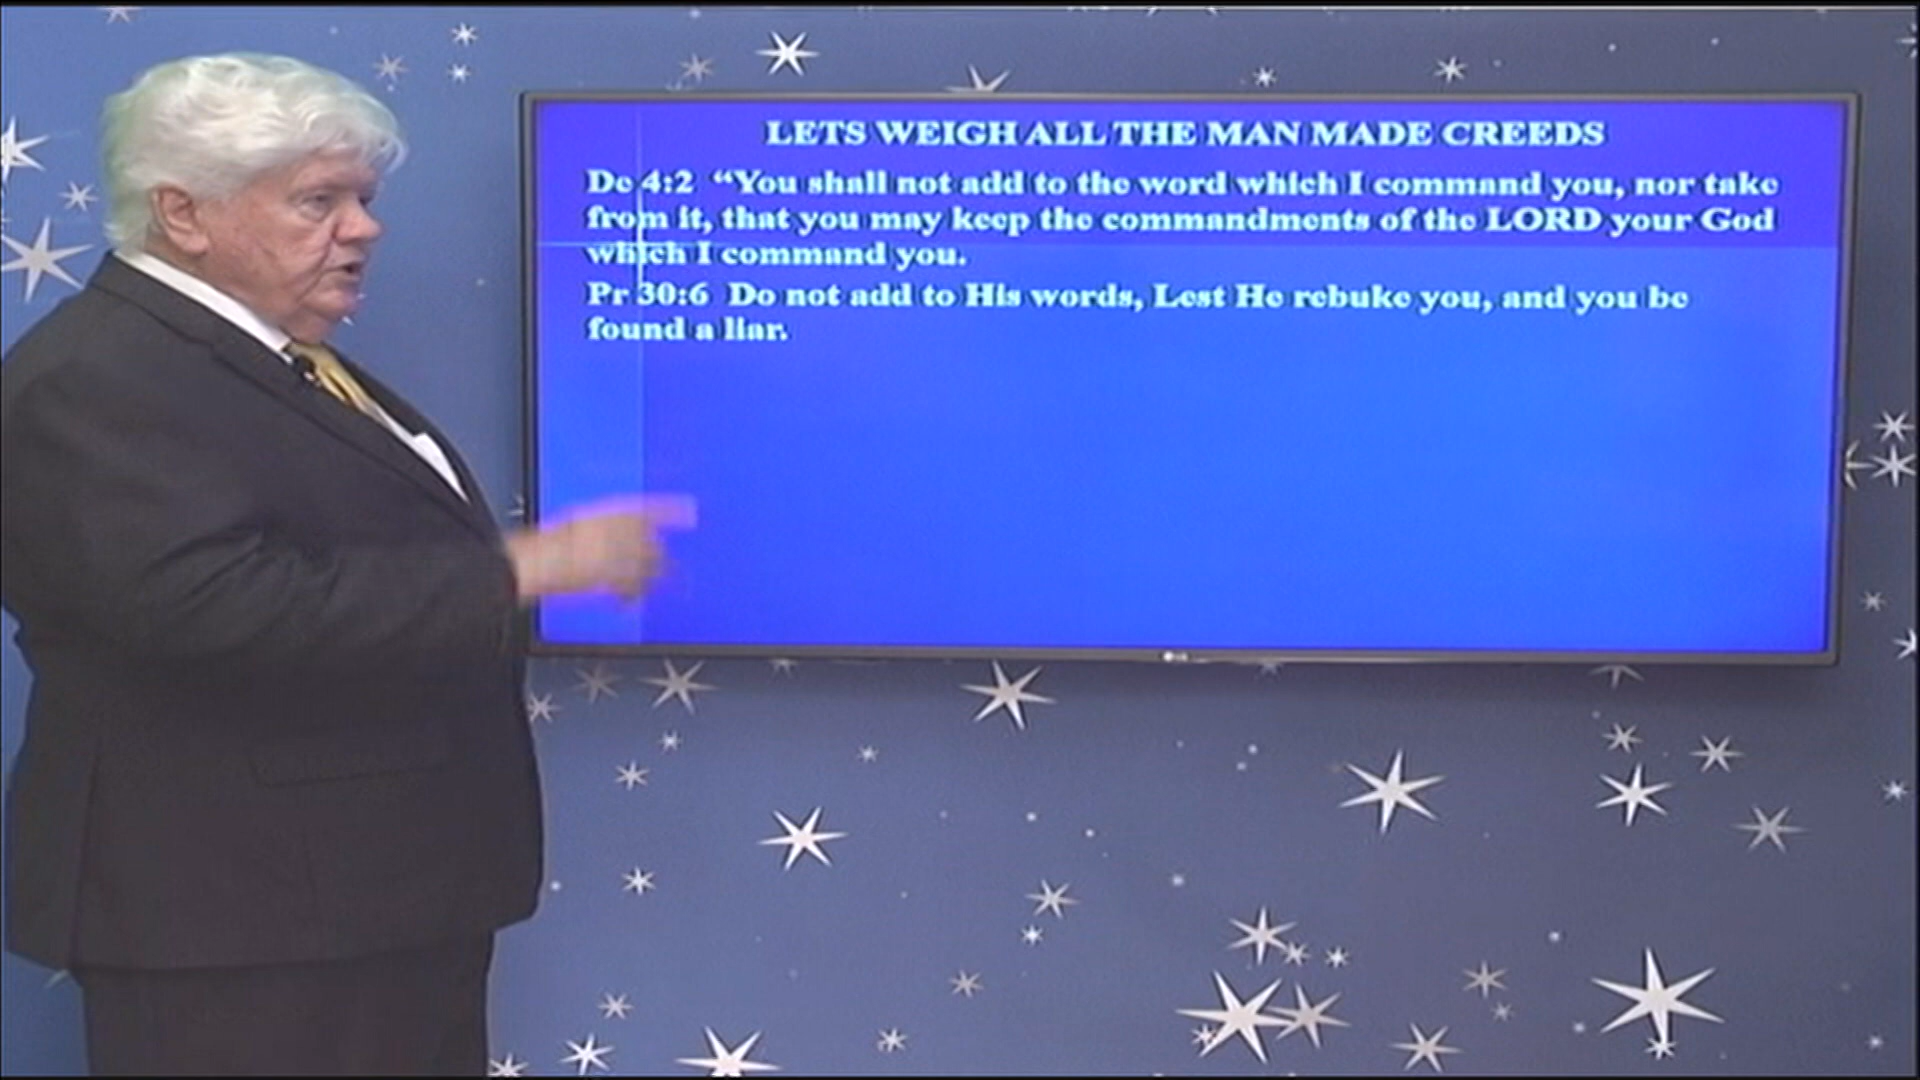 LETS WEIGH ALL THE MAN MADE CREEDS
De 4:2 “You shall not add to the word which I command you, nor take
from it, that you may keep the commandments of the LORD your God
which I command you.
Pr 30:6 Do not add to His words, Lest He rebuke you, and you be
found a liar.
LG